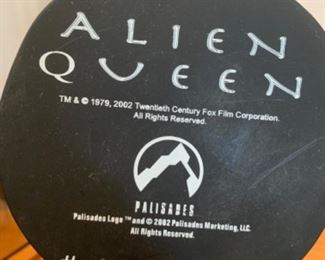 ALIEN
QUEEN
TM & © 1979, 2002 Twentieth Century Fox Film Corporation.
All Rights Reserved.
PALISADES
Palisades Logo ™ and © 2002 Palisades Marketing, LLC.
All Rights Reserved.